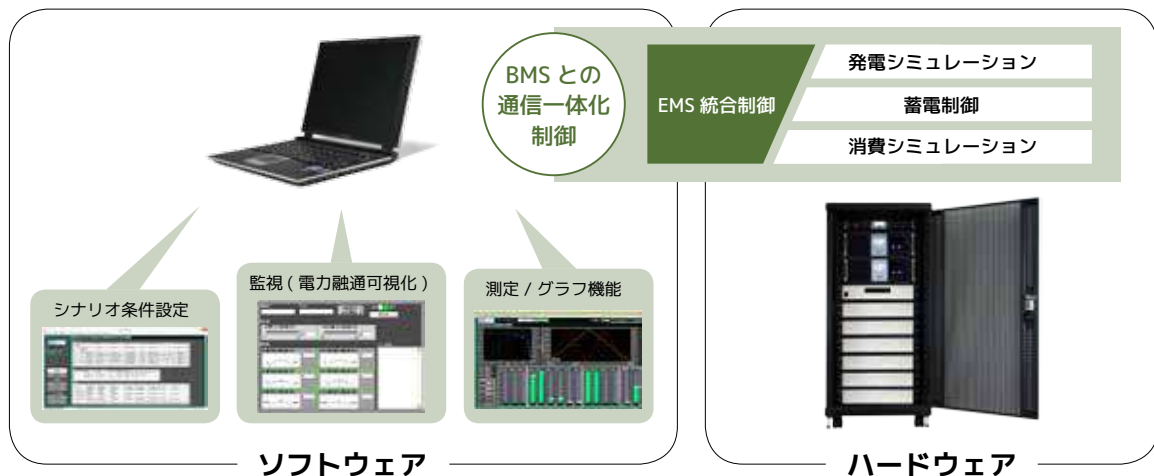 BMS との
通信一体化
制御
EMS 統合制御
発電シミュレーション
蓄電制御
消費シミュレーション
シナリオ条件設定
監視 ( 電力融通可視化 )
測定 / グラフ機能
ソフトウェア
ハードウェア